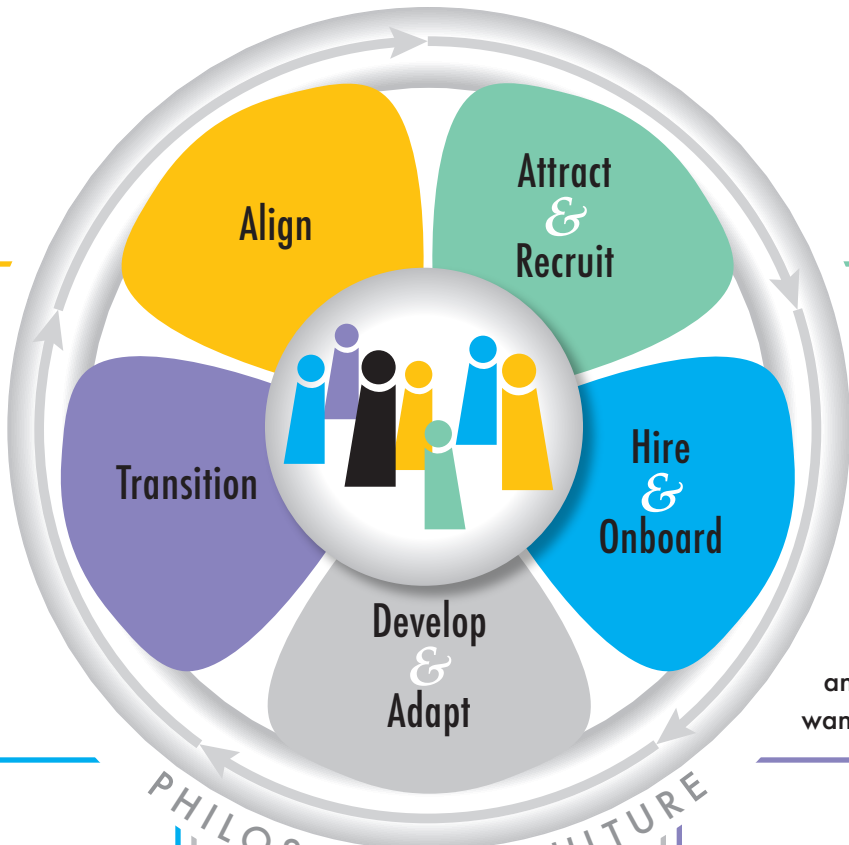 Align
Attract
&
Recruit
Hire
&
Onboard
Develop
&
Adapt
Transition